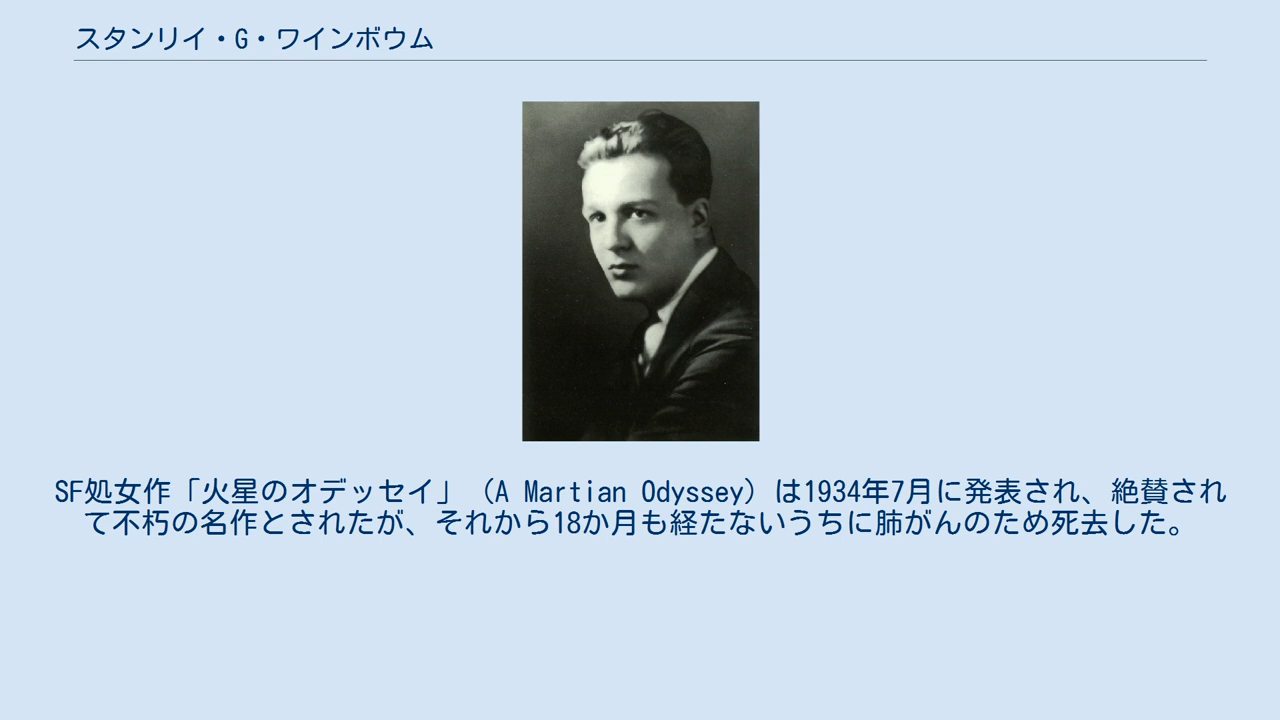 スタンリイ・G・ワインボウム
SF処女作「火星のオデッセイ」（A Martian Odyssey）は1934年7月に発表され、絶賛され
て不朽の名作とされたが、それから18か月も経たないうちに肺がんのため死去した。